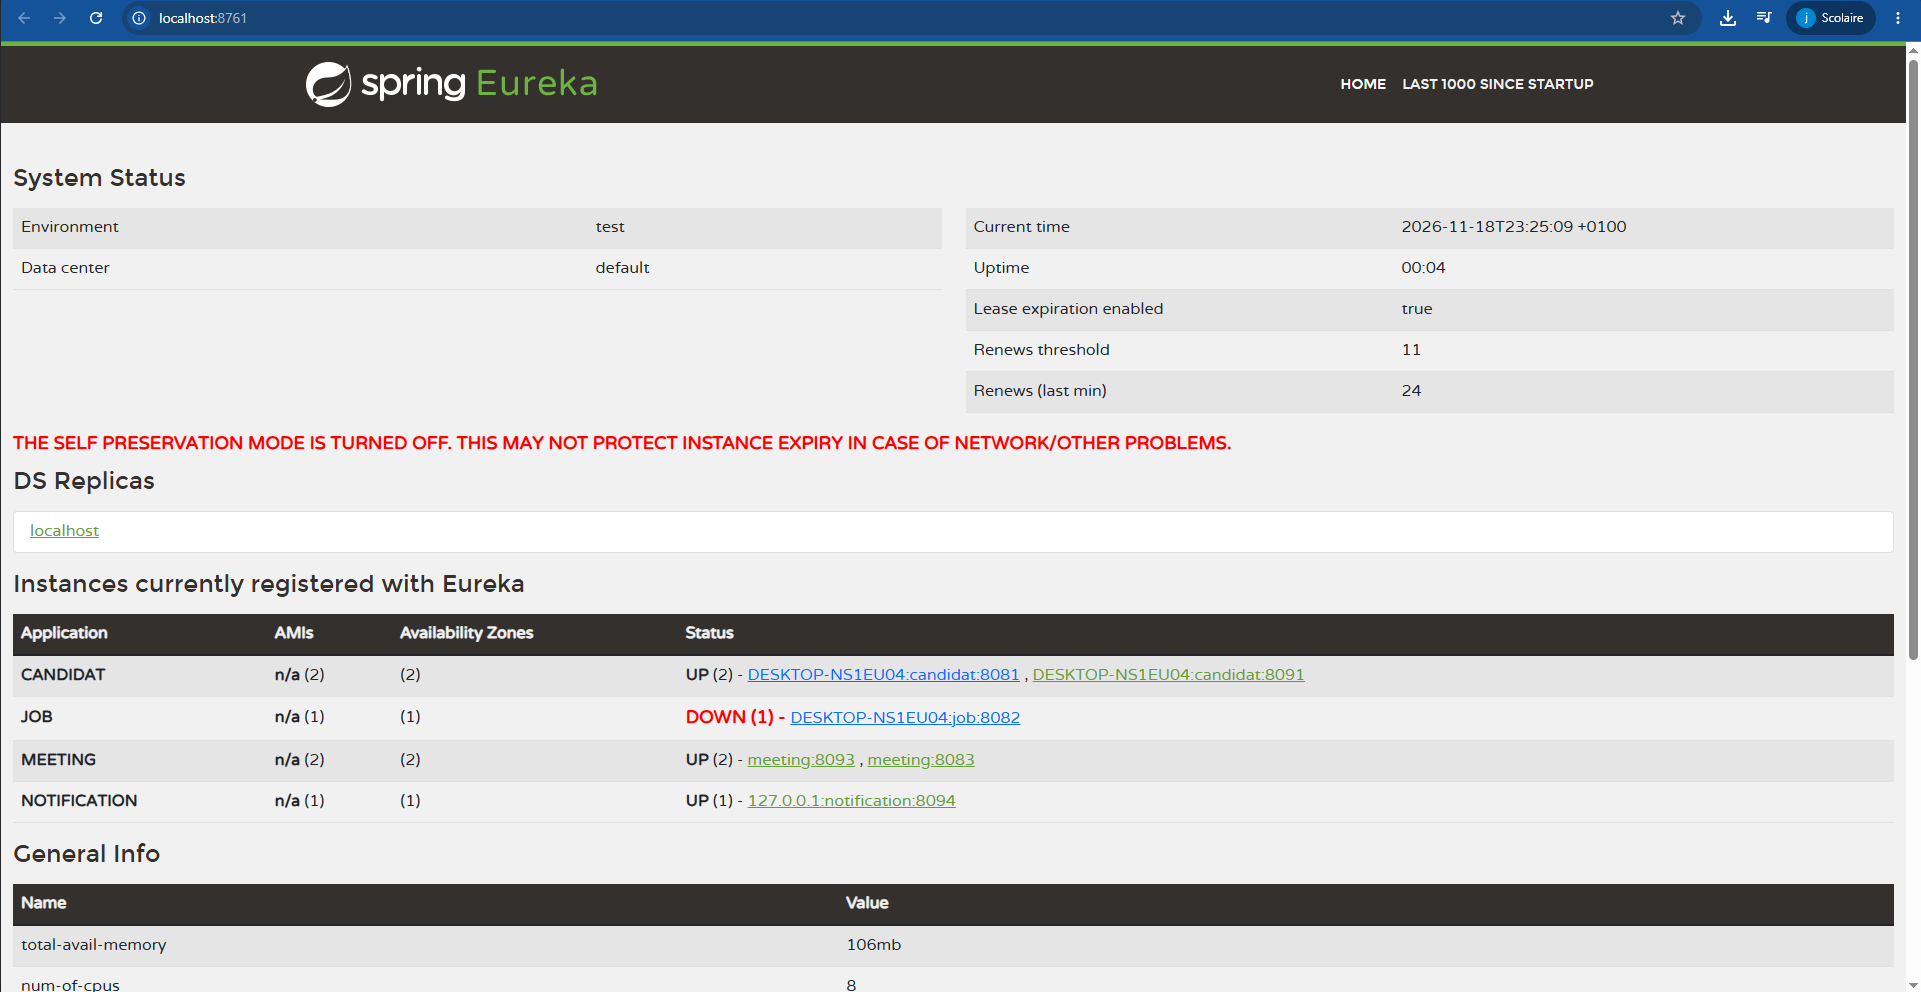 localhost:8761
j Scolaire
spring Eureka
HOME LAST 1000 SINCE STARTUP
System Status
Environment test
Data center default
Current time 2026-11-18T23:25:09 +0100
Uptime 00:04
Lease expiration enabled true
Renews threshold 11
Renews (last min) 24
THE SELF PRESERVATION MODE IS TURNED OFF. THIS MAY NOT PROTECT INSTANCE EXPIRY IN CASE OF NETWORK/OTHER PROBLEMS.
DS Replicas
localhost
Instances currently registered with Eureka
Application AMIs Availability Zones Status
CANDIDAT n/a (2) (2) UP (2) - DESKTOP-NS1EU04:candidat:8081 , DESKTOP-NS1EU04:candidat:8091
JOB n/a (1) (1) DOWN (1) - DESKTOP-NS1EU04:job:8082
MEETING n/a (2) (2) UP (2) - meeting:8093 , meeting:8083
NOTIFICATION n/a (1) (1) UP (1) - 127.0.0.1:notification:8094
General Info
Name Value
total-avail-memory 106mb
num-of-cpus 8